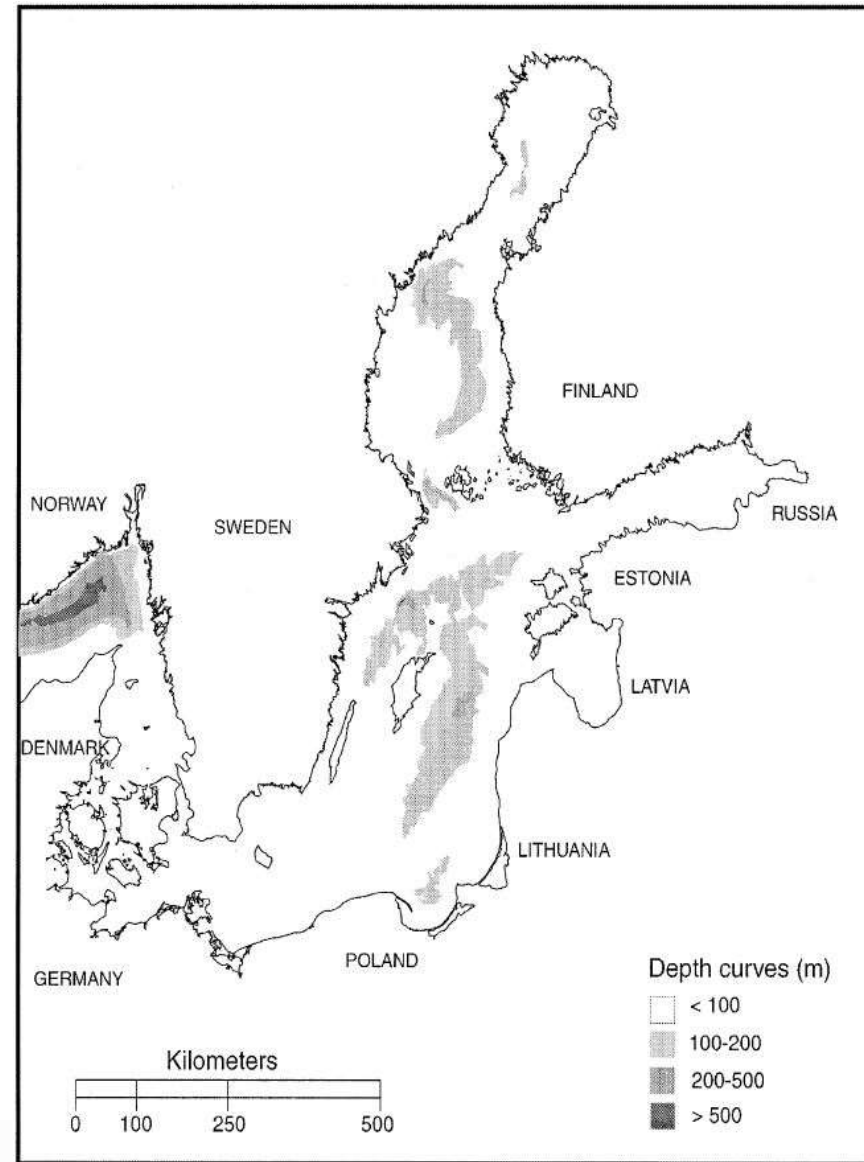 FINLAND
NORWAY
SWEDEN
RUSSIA
ESTONIA
LATVIA
DENMARK
LITHUANIA
POLAND
GERMANY
Depth curves (m)
< 100
100-200
200-500
> 500
Kilometers
0 100 250 500